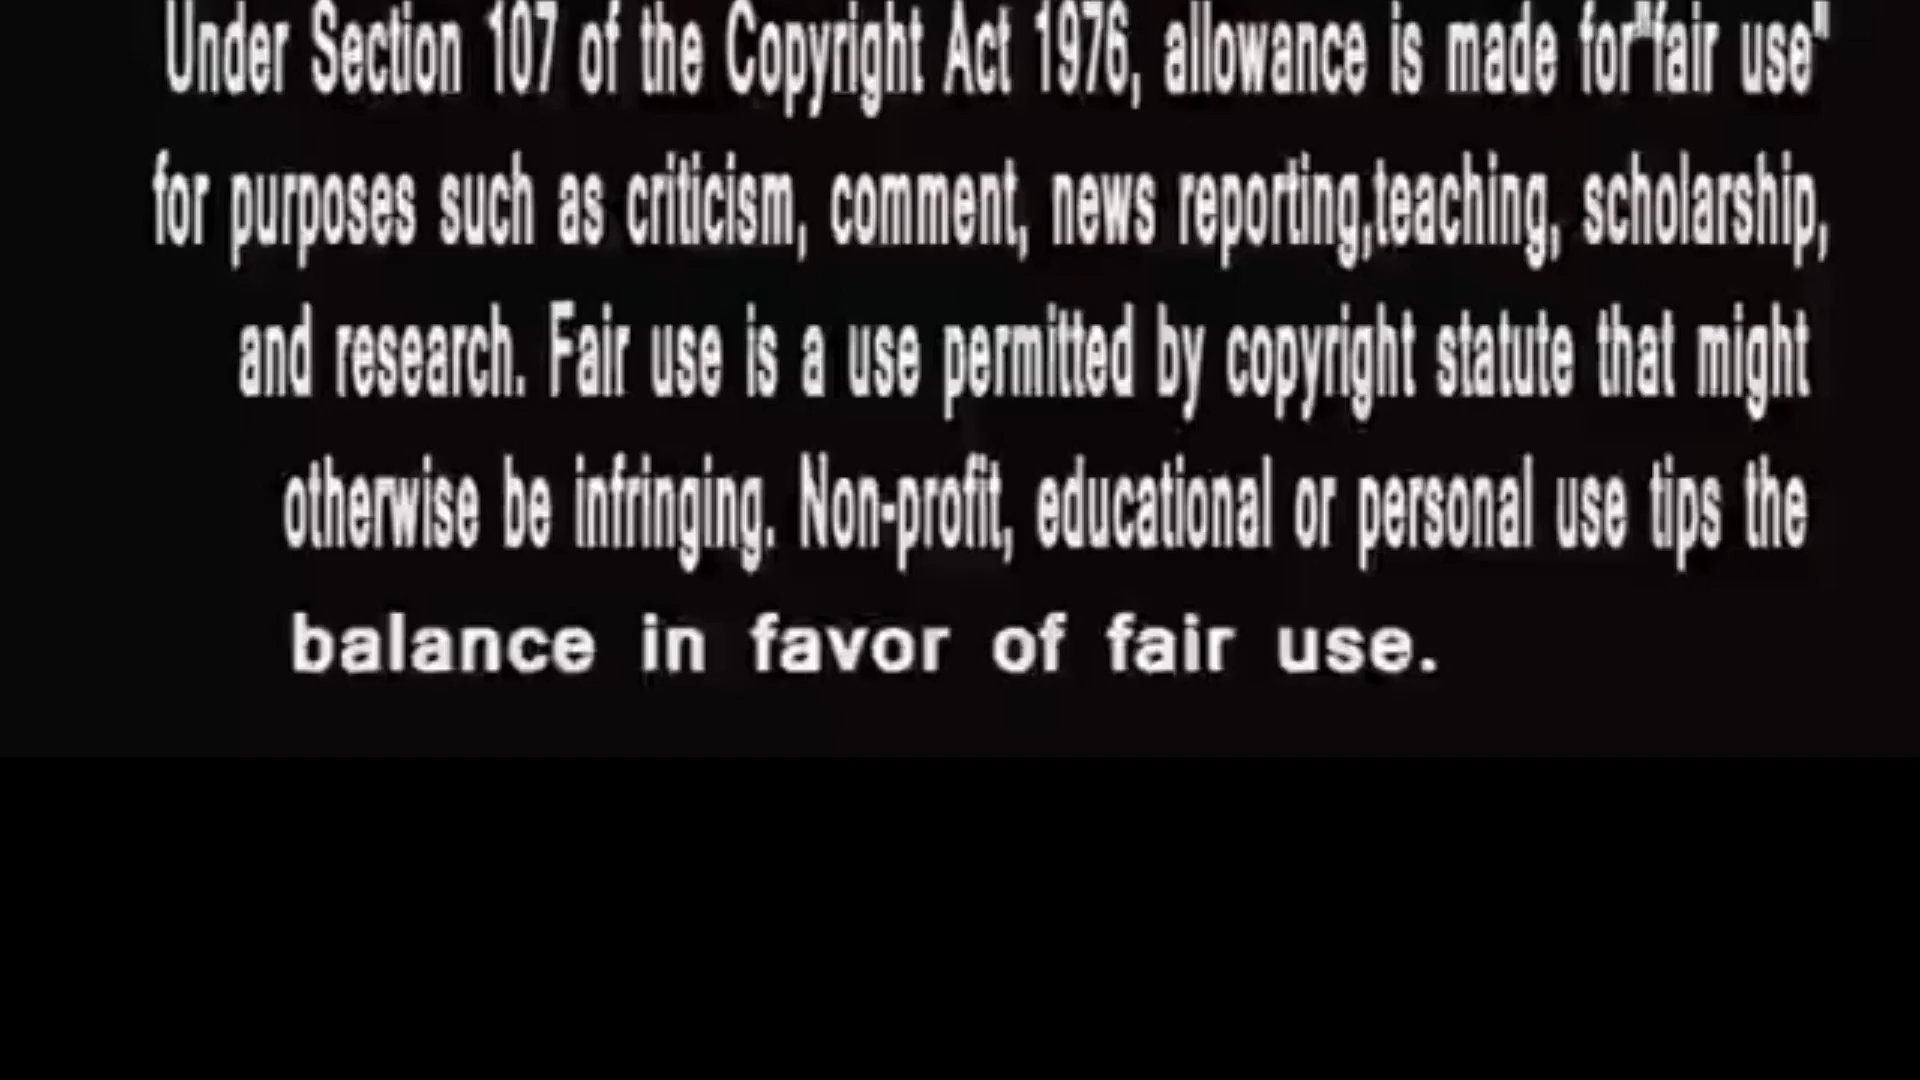 Under Section 107 of the Copyright Act 1976, allowance is made for"fair use"
for purposes such as criticism, comment, news reporting,teaching, scholarship,
and research. Fair use is a use permitted by copyright statute that might
otherwise be infringing. Non-profit, educational or personal use tips the
balance in favor of fair use.